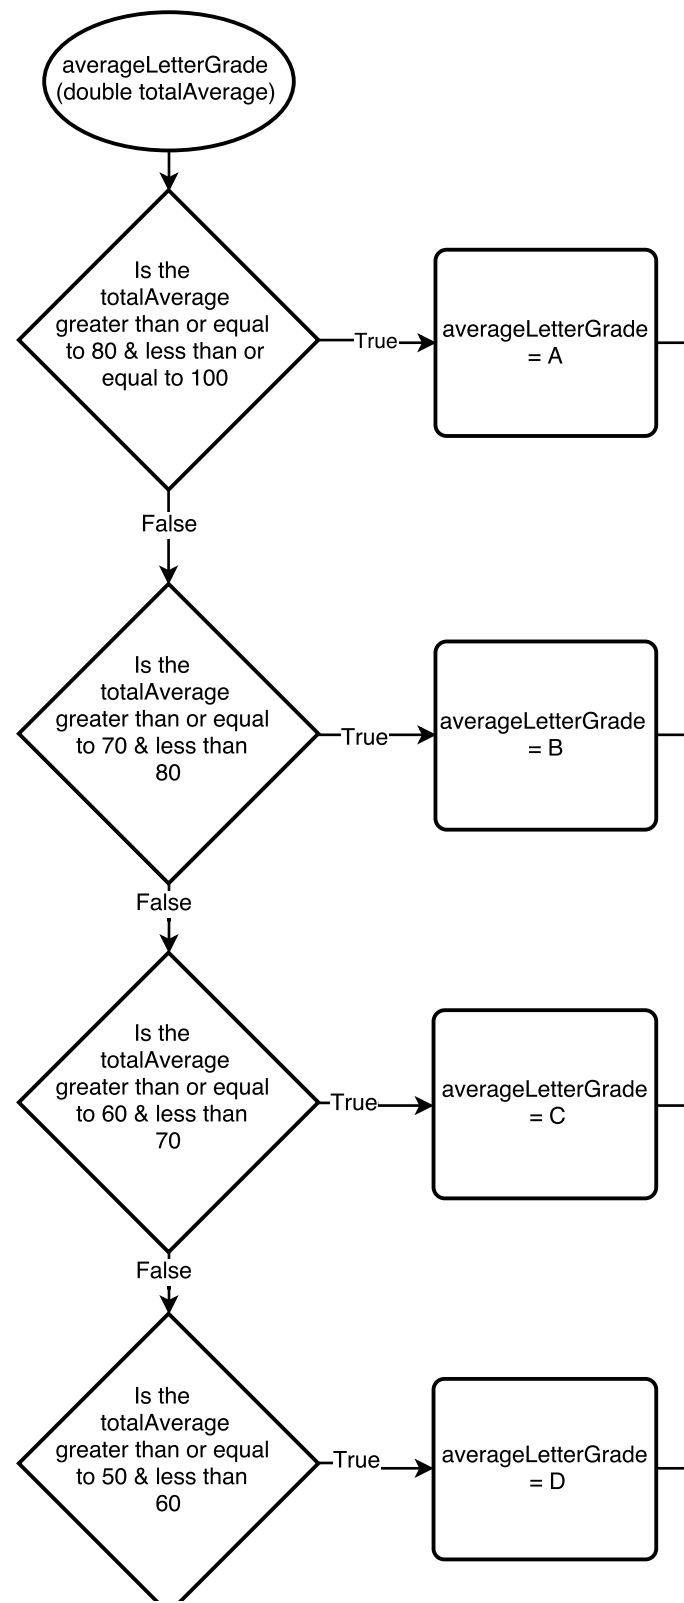 averageLetterGrade
(double totalAverage)
Is the
totalAverage
greater than or equal
to 80 & less than or
equal to 100
True
averageLetterGrade
= A
False
Is the
totalAverage
greater than or equal
to 70 & less than
80
True
averageLetterGrade
= B
False
Is the
totalAverage
greater than or equal
to 60 & less than
70
True
averageLetterGrade
= C
False
Is the
totalAverage
greater than or equal
to 50 & less than
60
True
averageLetterGrade
= D